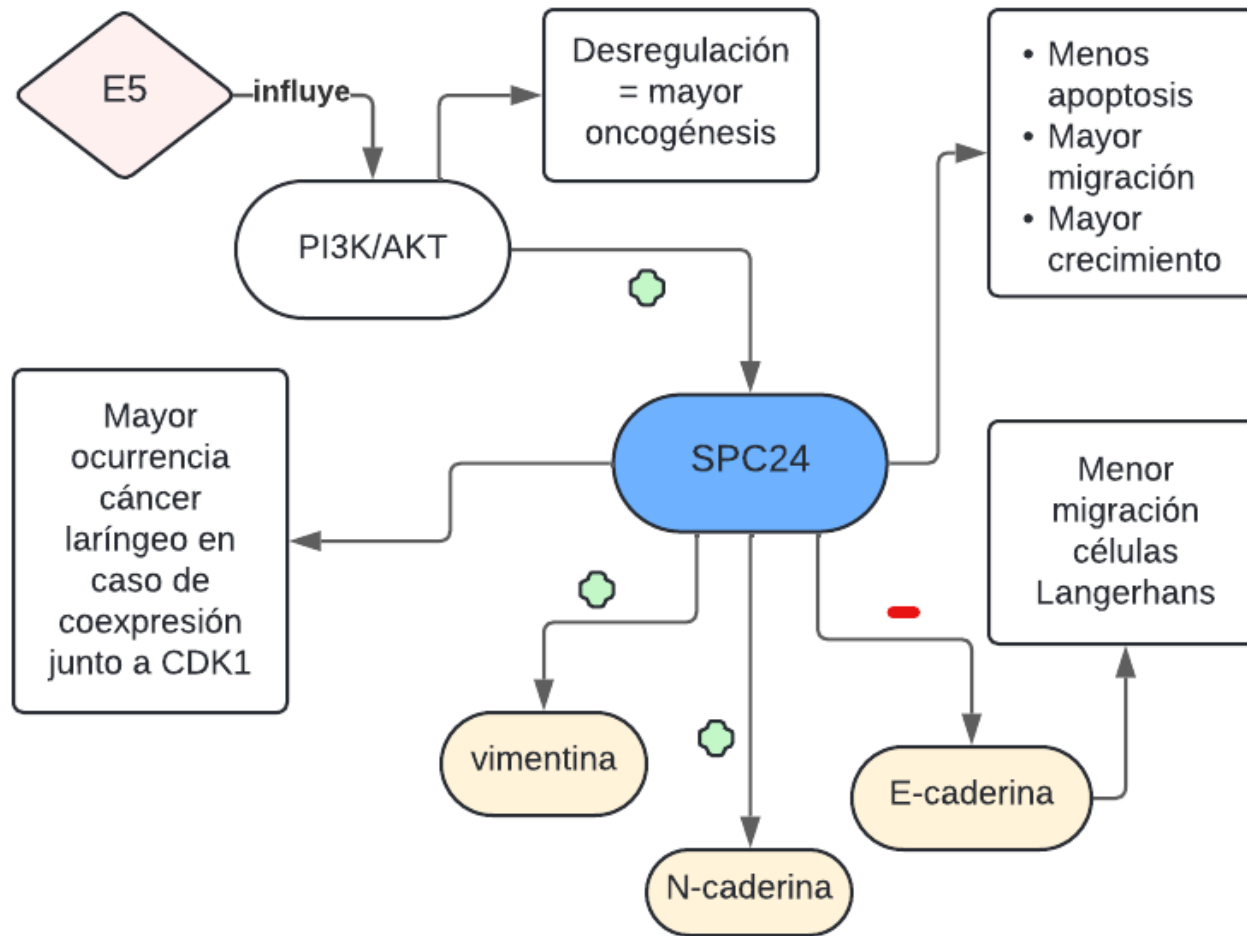 E5
influye
Desregulación
= mayor
oncogénesis
• Menos
apoptosis
• Mayor
migración
• Mayor
crecimiento
PI3K/AKT
Mayor
ocurrencia
cáncer
laríngeo en
caso de
coexpresión
junto a CDK1
SPC24
Menor
migración
células
Langerhans
vimentina
E-caderina
N-caderina